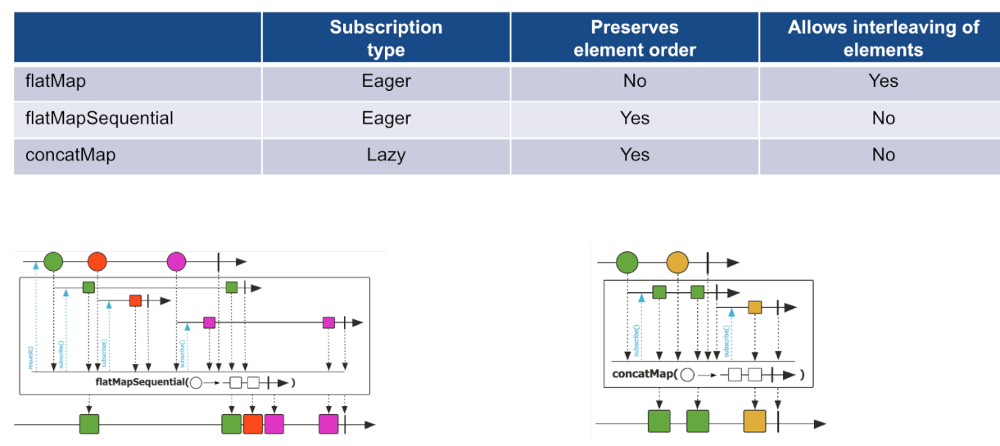 Subscription type
Preserves element order
Allows interleaving of elements
flatMap Eager No Yes
flatMapSequential Eager Yes No
concatMap Lazy Yes No
request()
subscribe()
subscribe()
subscribe()
flatMapSequential( )
subscribe()
subscribe()
concatMap( )